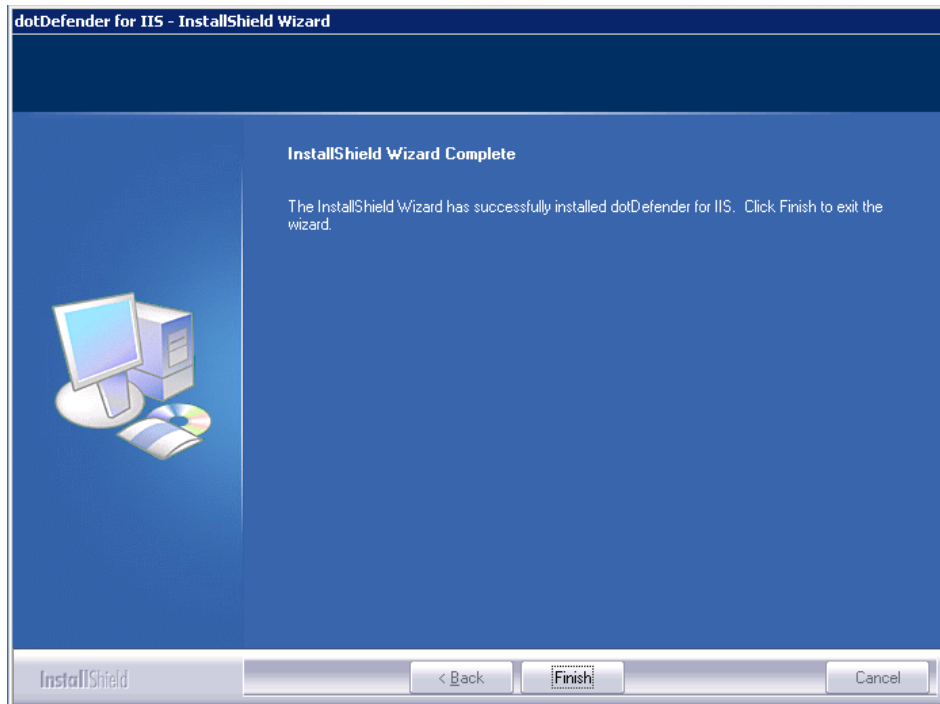 dotDefender for IIS - InstallShield Wizard
InstallShield Wizard Complete
The InstallShield Wizard has successfully installed dotDefender for IIS.  Click Finish to exit the
wizard.
InstallShield
< Back
Finish
Cancel